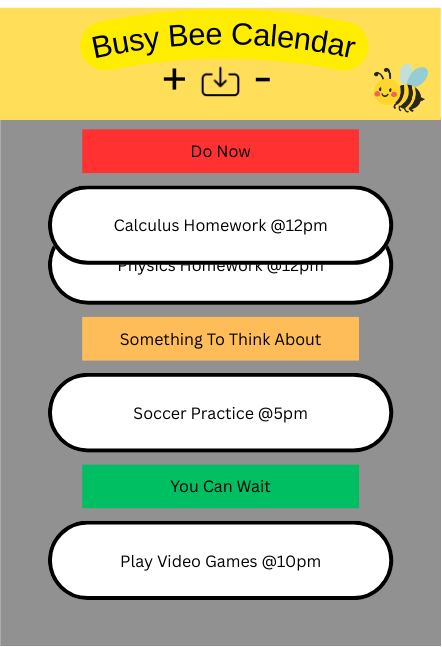 Busy Bee Calendar
+ -
Do Now
Calculus Homework @12pm
Physics Homework @12pm
Something To Think About
Soccer Practice @5pm
You Can Wait
Play Video Games @10pm